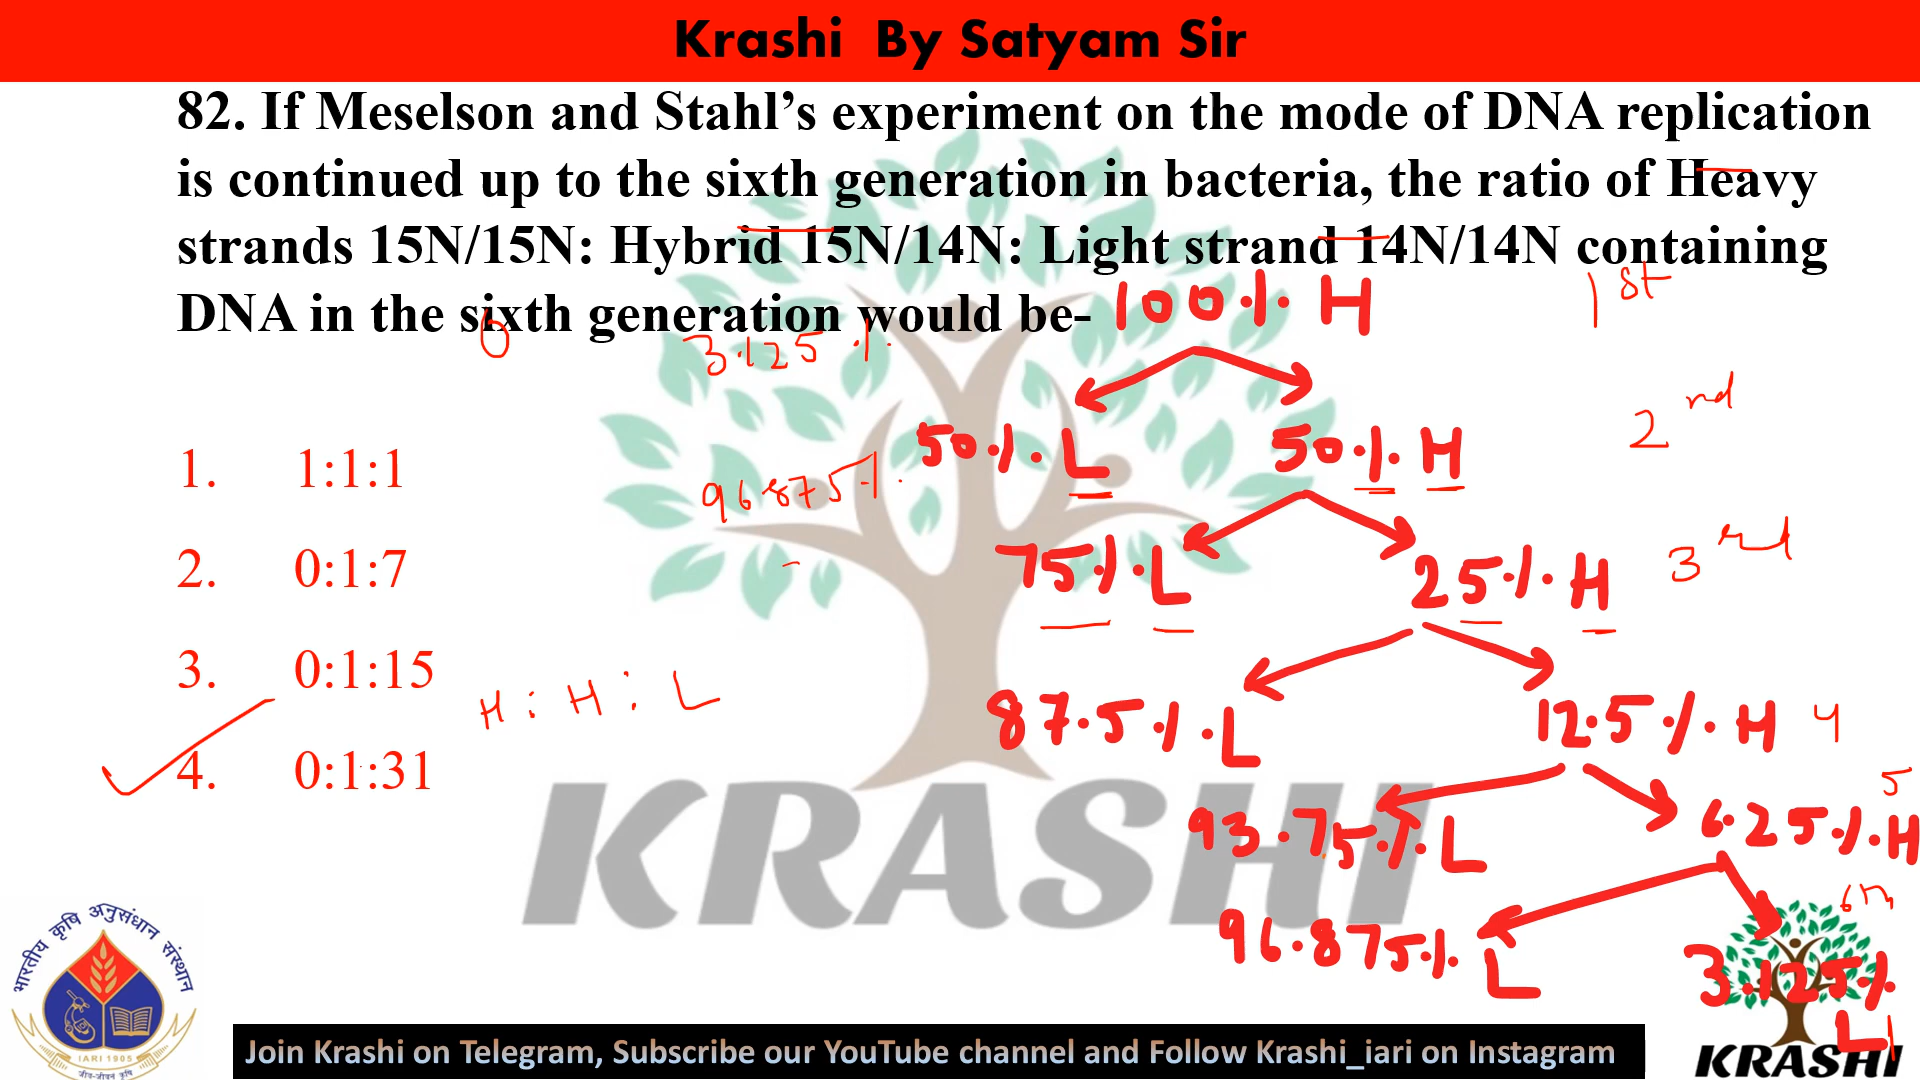 Krashi By Satyam Sir
82. If Meselson and Stahl’s experiment on the mode of DNA replication
is continued up to the sixth generation in bacteria, the ratio of Heavy
strands 15N/15N: Hybrid 15N/14N: Light strand 14N/14N containing
DNA in the sixth generation would be-
100% H
1st
0
3.125 %.
2nd
50% L
50% H
1. 1:1:1
96.875%.
75% L
25% H
3rd
2. 0:1:7
3. 0:1:15
H : H : L
87.5% L
12.5% H
4
4. 0:1:31
5
93.75% L
6.25% H
6th
96.875% L
3.125%
L
भारतीय कृषि अनुसंधान संस्थान
IARI 1905
जीय-जीवनं कृषि
KRASHI
KRASHI
Join Krashi on Telegram, Subscribe our YouTube channel and Follow Krashi_iari on Instagram